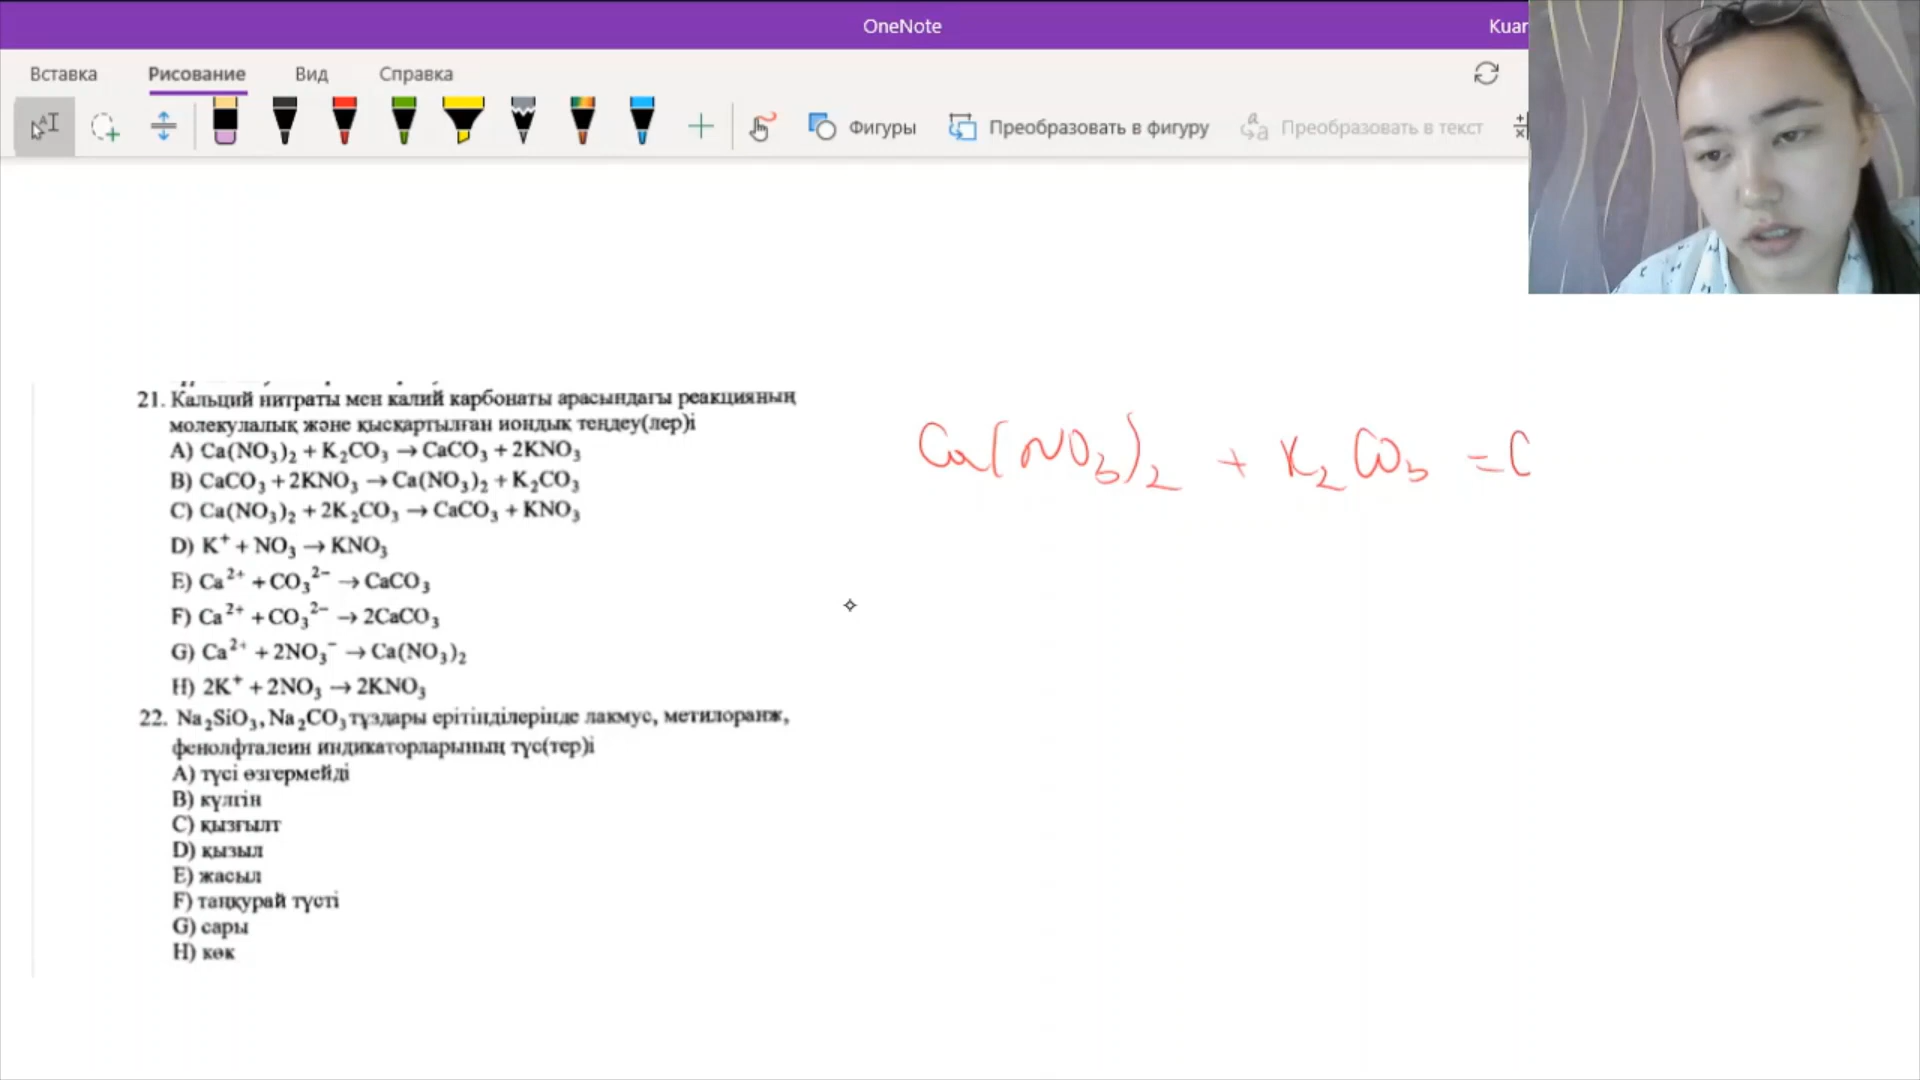 OneNote
Kuar
Вставка Рисование Вид Справка
Фигуры Преобразовать в фигуру Преобразовать в текст
21. Кальций нитраты мен калий карбонаты арасындағы реакцияның
молекулалық және қысқартылған иондық теңдеу(лер)і
A) Ca(NO₃)₂ + K₂CO₃ → CaCO₃ + 2KNO₃
B) CaCO₃ + 2KNO₃ → Ca(NO₃)₂ + K₂CO₃
C) Ca(NO₃)₂ + 2K₂CO₃ → CaCO₃ + KNO₃
D) K⁺ + NO₃ → KNO₃
E) Ca²⁺ + CO₃²⁻ → CaCO₃
F) Ca²⁺ + CO₃²⁻ → 2CaCO₃
G) Ca²⁺ + 2NO₃⁻ → Ca(NO₃)₂
H) 2K⁺ + 2NO₃ → 2KNO₃
22. Na₂SiO₃, Na₂CO₃ тұздары ерітінділерінде лакмус, метилоранж,
фенолфталеин индикаторларының түс(тер)і
A) түсі өзгермейді
B) күлгін
C) қызғылт
D) қызыл
E) жасыл
F) таңқурай түсті
G) сары
H) көк
Ca(NO₃)₂ + K₂CO₃ = C